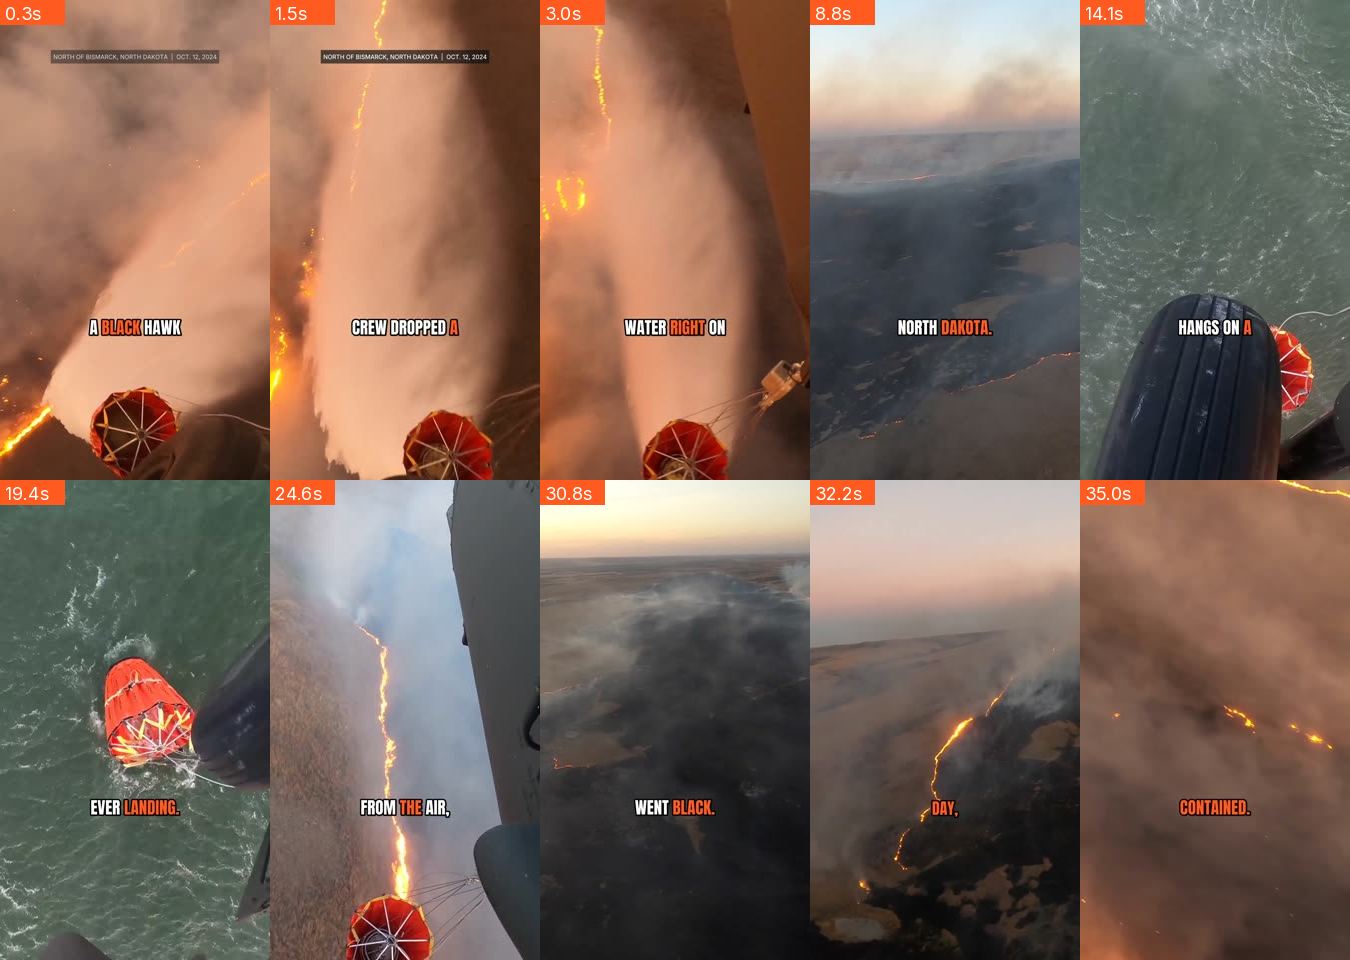 0.3s
NORTH OF BISMARCK, NORTH DAKOTA | OCT. 12, 2024
A BLACK HAWK
1.5s
NORTH OF BISMARCK, NORTH DAKOTA | OCT. 12, 2024
CREW DROPPED A
3.0s
WATER RIGHT ON
8.8s
NORTH DAKOTA.
14.1s
HANGS ON A
19.4s
EVER LANDING.
24.6s
FROM THE AIR,
30.8s
WENT BLACK.
32.2s
DAY,
35.0s
CONTAINED.